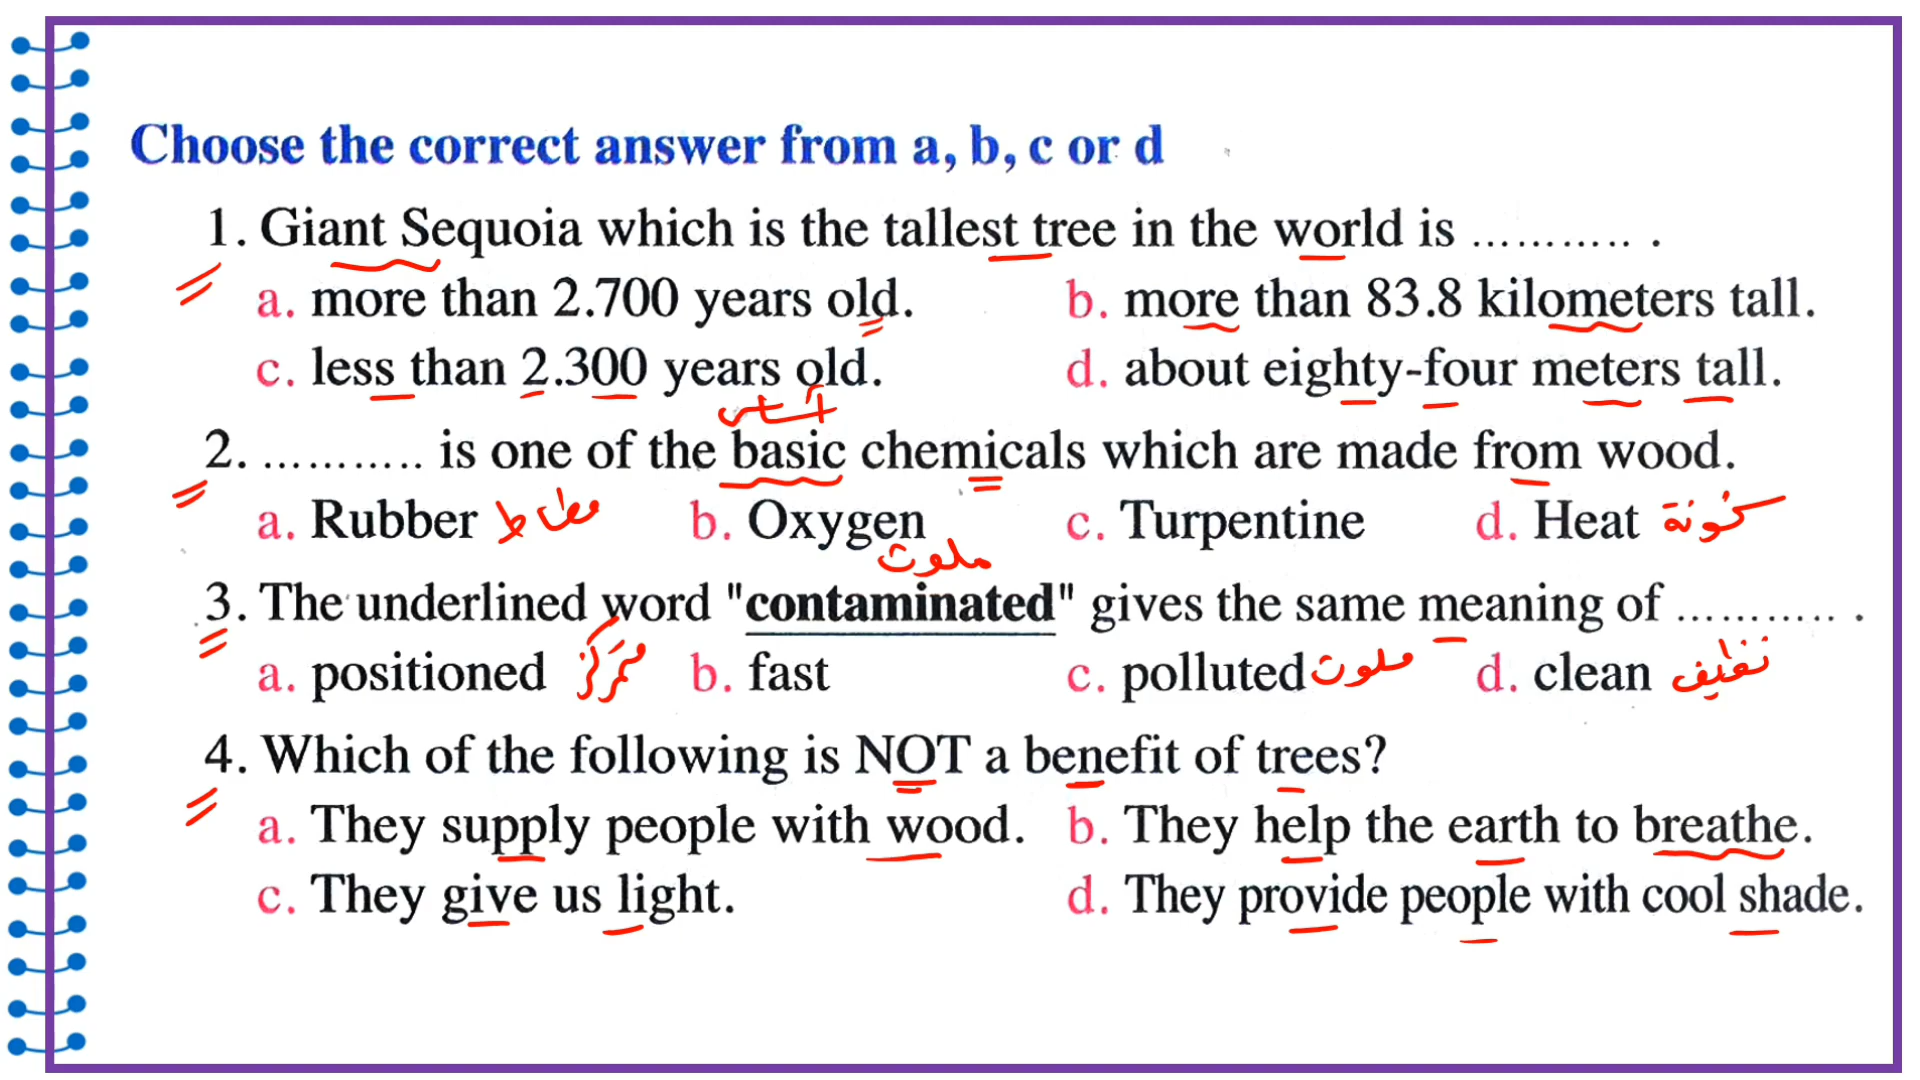 Choose the correct answer from a, b, c or d
1. Giant Sequoia which is the tallest tree in the world is ........... .
a. more than 2.700 years old. b. more than 83.8 kilometers tall.
c. less than 2.300 years old. d. about eighty-four meters tall.
أساسى
2. ........... is one of the basic chemicals which are made from wood.
a. Rubber مطاط b. Oxygen c. Turpentine d. Heat سخونة
ملوث
3. The underlined word "contaminated" gives the same meaning of ........... .
a. positioned متمركز b. fast c. polluted ملوث d. clean نظيف
4. Which of the following is NOT a benefit of trees?
a. They supply people with wood. b. They help the earth to breathe.
c. They give us light. d. They provide people with cool shade.